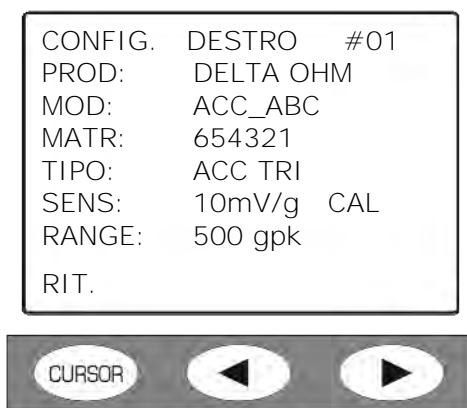 CONFIG. DESTRO #01
PROD: DELTA OHM
MOD: ACC_ABC
MATR: 654321
TIPO: ACC TRI
SENS: 10mV/g CAL
RANGE: 500 gpk
RIT.
CURSOR